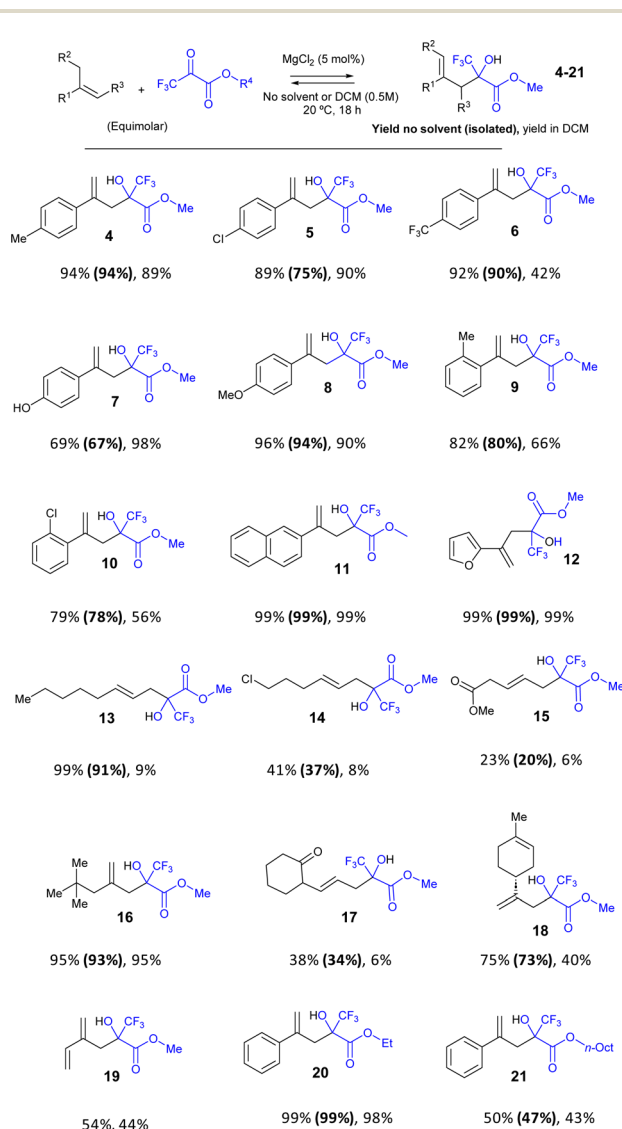 R² R¹ R³ + F₃C O O O R⁴ MgCl₂ (5 mol%) R² F₃C OH R¹ R³ O O Me 4-21
(Equimolar) No solvent or DCM (0.5M)
20 ºC, 18 h
Yield no solvent (isolated), yield in DCM
Me HO CF₃ O O Me
4
94% (94%), 89%
Cl HO CF₃ O O Me
5
89% (75%), 90%
F₃C HO CF₃ O O Me
6
92% (90%), 42%
HO HO CF₃ O O Me
7
69% (67%), 98%
MeO HO CF₃ O O Me
8
96% (94%), 90%
Me HO CF₃ O O Me
9
82% (80%), 66%
Cl HO CF₃ O O Me
10
79% (78%), 56%
HO CF₃ O O
11
99% (99%), 99%
O O Me OH CF₃ O
12
99% (99%), 99%
Me O O Me HO CF₃
13
99% (91%), 9%
Cl O O Me HO CF₃
14
41% (37%), 8%
O O Me HO CF₃ O O Me
15
23% (20%), 6%
Me Me Me HO CF₃ O O Me
16
95% (93%), 95%
O F₃C OH O O Me
17
38% (34%), 6%
Me HO CF₃ O O Me
18
75% (73%), 40%
HO CF₃ O O Me
19
54%, 44%
HO CF₃ O O Et
20
99% (99%), 98%
HO CF₃ O O n-Oct
21
50% (47%), 43%